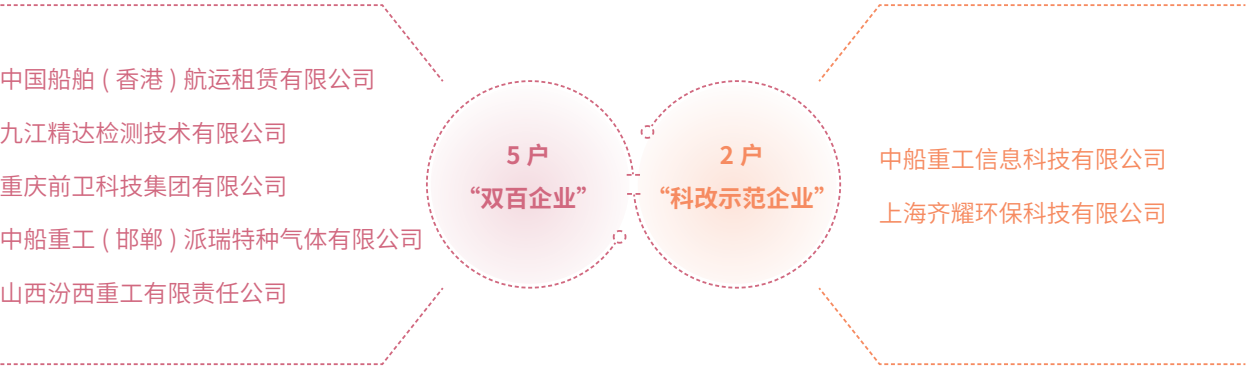 中国船舶(香港)航运租赁有限公司
九江精达检测技术有限公司
重庆前卫科技集团有限公司
中船重工(邯郸)派瑞特种气体有限公司
山西汾西重工有限责任公司
5 户
“双百企业”
2 户
“科改示范企业”
中船重工信息科技有限公司
上海齐耀环保科技有限公司